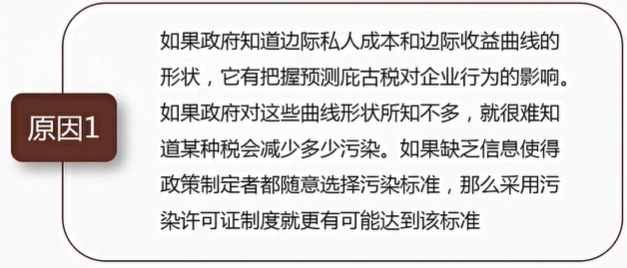 原因1
如果政府知道边际私人成本和边际收益曲线的
形状，它有把握预测庇古税对企业行为的影响。
如果政府对这些曲线形状所知不多，就很难知
道某种税会减少多少污染。如果缺乏信息使得
政策制定者都随意选择污染标准，那么采用污
染许可证制度就更有可能达到该标准